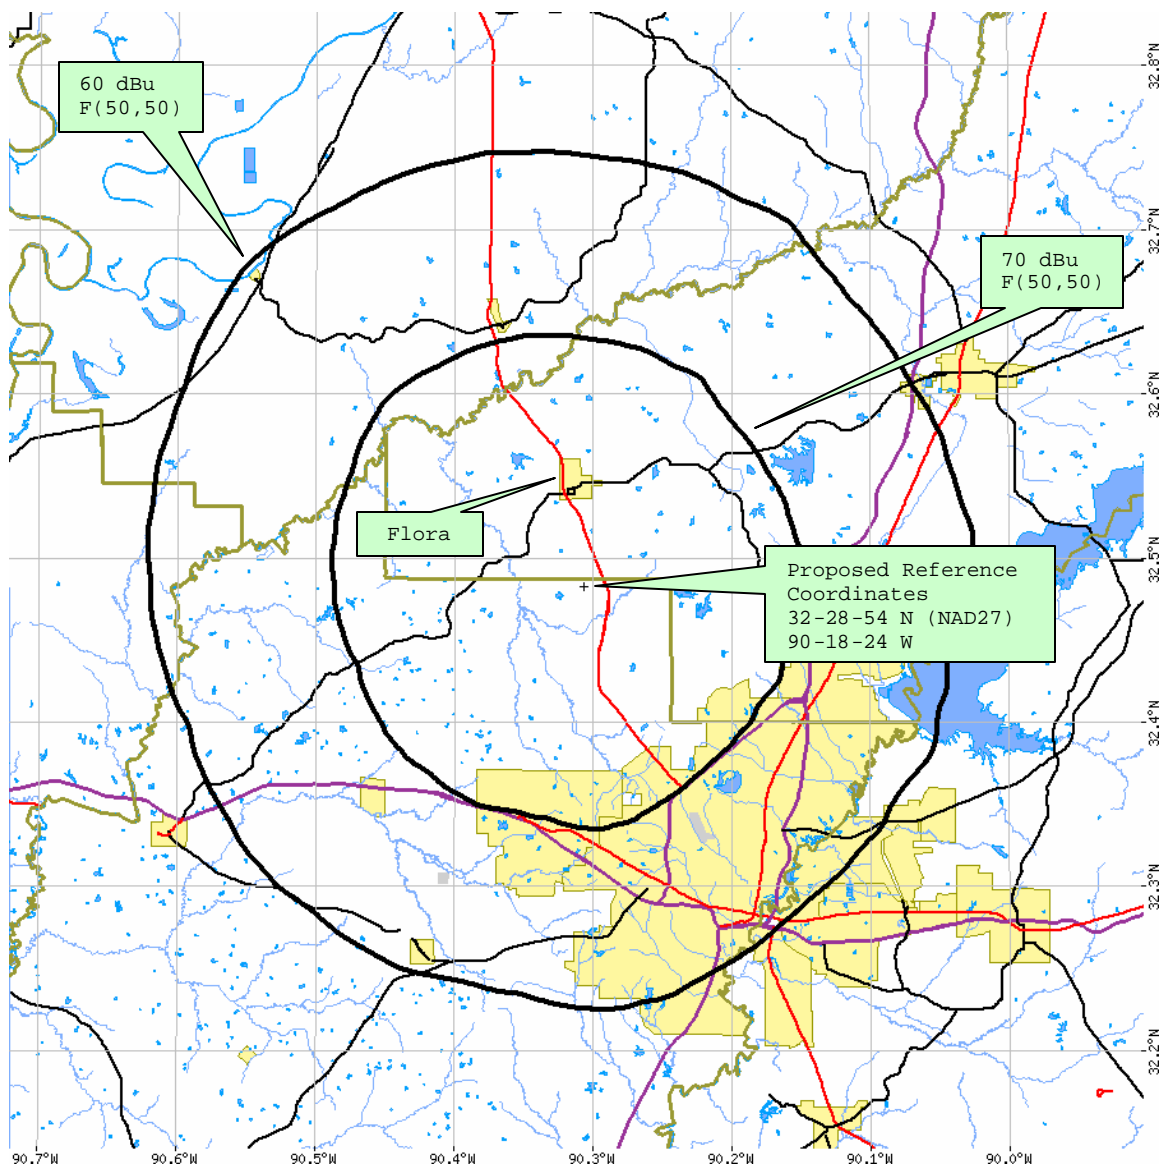 60 dBu
F(50,50)
70 dBu
F(50,50)
Flora
Proposed Reference
Coordinates
32-28-54 N (NAD27)
90-18-24 W
32.8°N
32.7°N
32.6°N
32.5°N
32.4°N
32.3°N
32.2°N
90.7°W
90.6°W
90.5°W
90.4°W
90.3°W
90.2°W
90.1°W
90.0°W